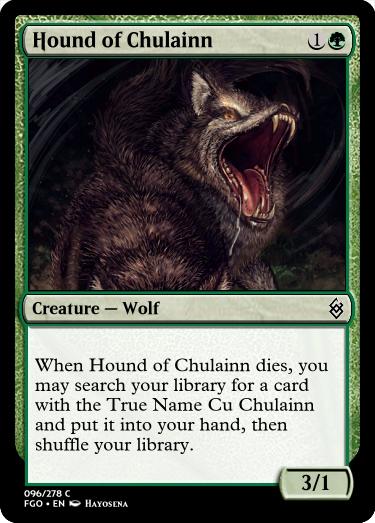 Hound of Chulainn 1
Creature — Wolf
When Hound of Chulainn dies, you
may search your library for a card
with the True Name Cu Chulainn
and put it into your hand, then
shuffle your library.
3/1
096/278 C
FGO • EN Hayosena